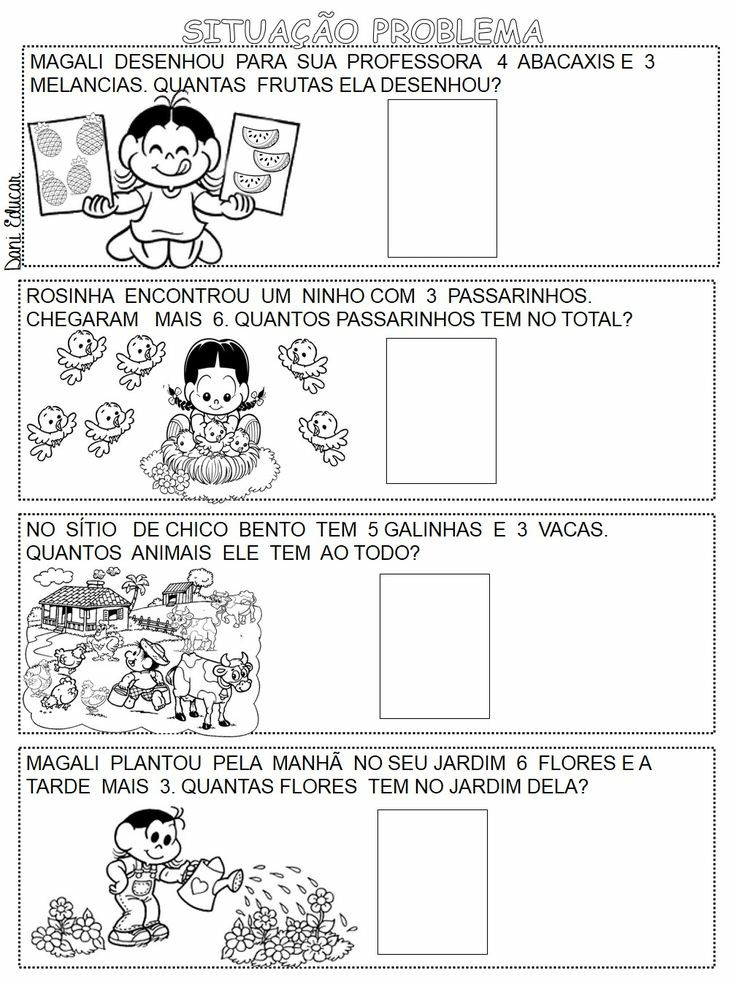 SITUAÇÃO PROBLEMA
MAGALI DESENHOU PARA SUA PROFESSORA 4 ABACAXIS E 3
MELANCIAS. QUANTAS FRUTAS ELA DESENHOU?
Dani Educar
ROSINHA ENCONTROU UM NINHO COM 3 PASSARINHOS.
CHEGARAM MAIS 6. QUANTOS PASSARINHOS TEM NO TOTAL?
NO SÍTIO DE CHICO BENTO TEM 5 GALINHAS E 3 VACAS.
QUANTOS ANIMAIS ELE TEM AO TODO?
MAGALI PLANTOU PELA MANHÃ NO SEU JARDIM 6 FLORES E A
TARDE MAIS 3. QUANTAS FLORES TEM NO JARDIM DELA?